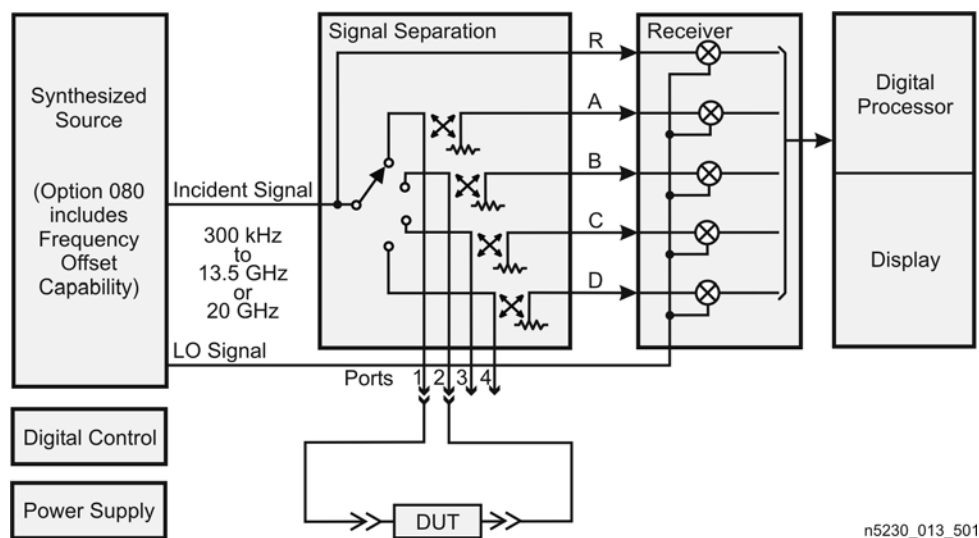 Synthesized
Source
(Option 080
includes
Frequency
Offset
Capability)
Digital Control
Power Supply
Incident Signal
300 kHz
to
13.5 GHz
or
20 GHz
LO Signal
Signal Separation
R
A
B
C
D
Ports 1 2 3 4
DUT
Receiver
Digital
Processor
Display
n5230_013_501